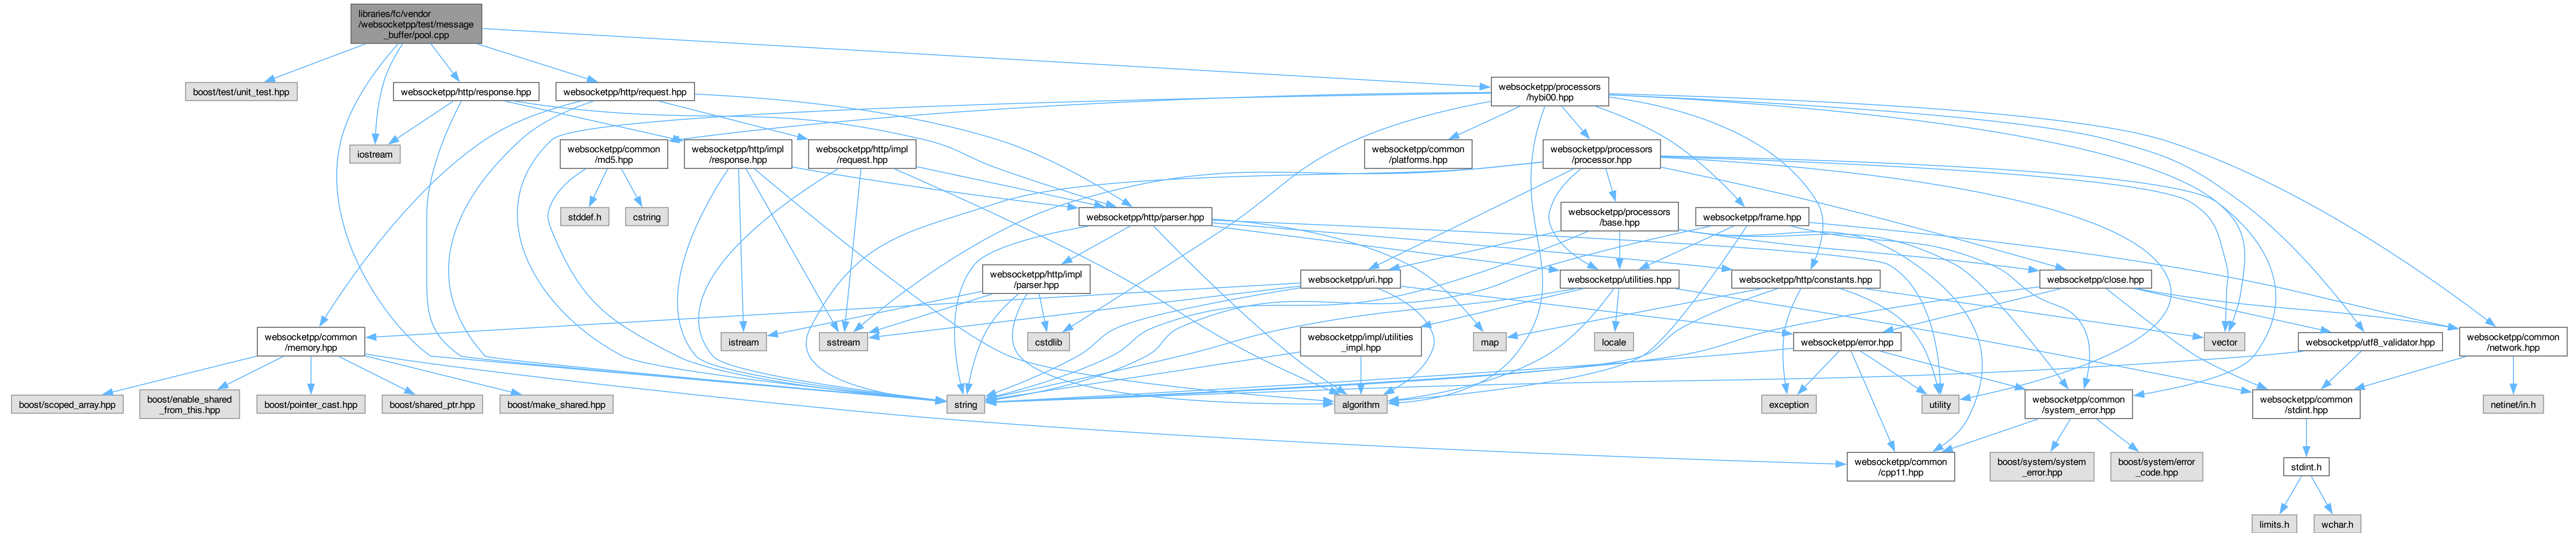 libraries/fc/vendor
/websocketpp/test/message
_buffer/pool.cpp
boost/test/unit_test.hpp
websocketpp/http/response.hpp
websocketpp/http/request.hpp
websocketpp/processors
/hybi00.hpp
iostream
websocketpp/common
/md5.hpp
websocketpp/http/impl
/response.hpp
websocketpp/http/impl
/request.hpp
websocketpp/common
/platforms.hpp
websocketpp/processors
/processor.hpp
stddef.h
cstring
websocketpp/http/parser.hpp
websocketpp/processors
/base.hpp
websocketpp/frame.hpp
websocketpp/http/impl
/parser.hpp
websocketpp/uri.hpp
websocketpp/utilities.hpp
websocketpp/http/constants.hpp
websocketpp/close.hpp
websocketpp/common
/memory.hpp
istream
sstream
cstdlib
websocketpp/impl/utilities
_impl.hpp
map
locale
websocketpp/error.hpp
vector
websocketpp/utf8_validator.hpp
websocketpp/common
/network.hpp
boost/scoped_array.hpp
boost/enable_shared
_from_this.hpp
boost/pointer_cast.hpp
boost/shared_ptr.hpp
boost/make_shared.hpp
string
algorithm
exception
utility
websocketpp/common
/system_error.hpp
websocketpp/common
/stdint.hpp
netinet/in.h
websocketpp/common
/cpp11.hpp
boost/system/system
_error.hpp
boost/system/error
_code.hpp
stdint.h
limits.h
wchar.h